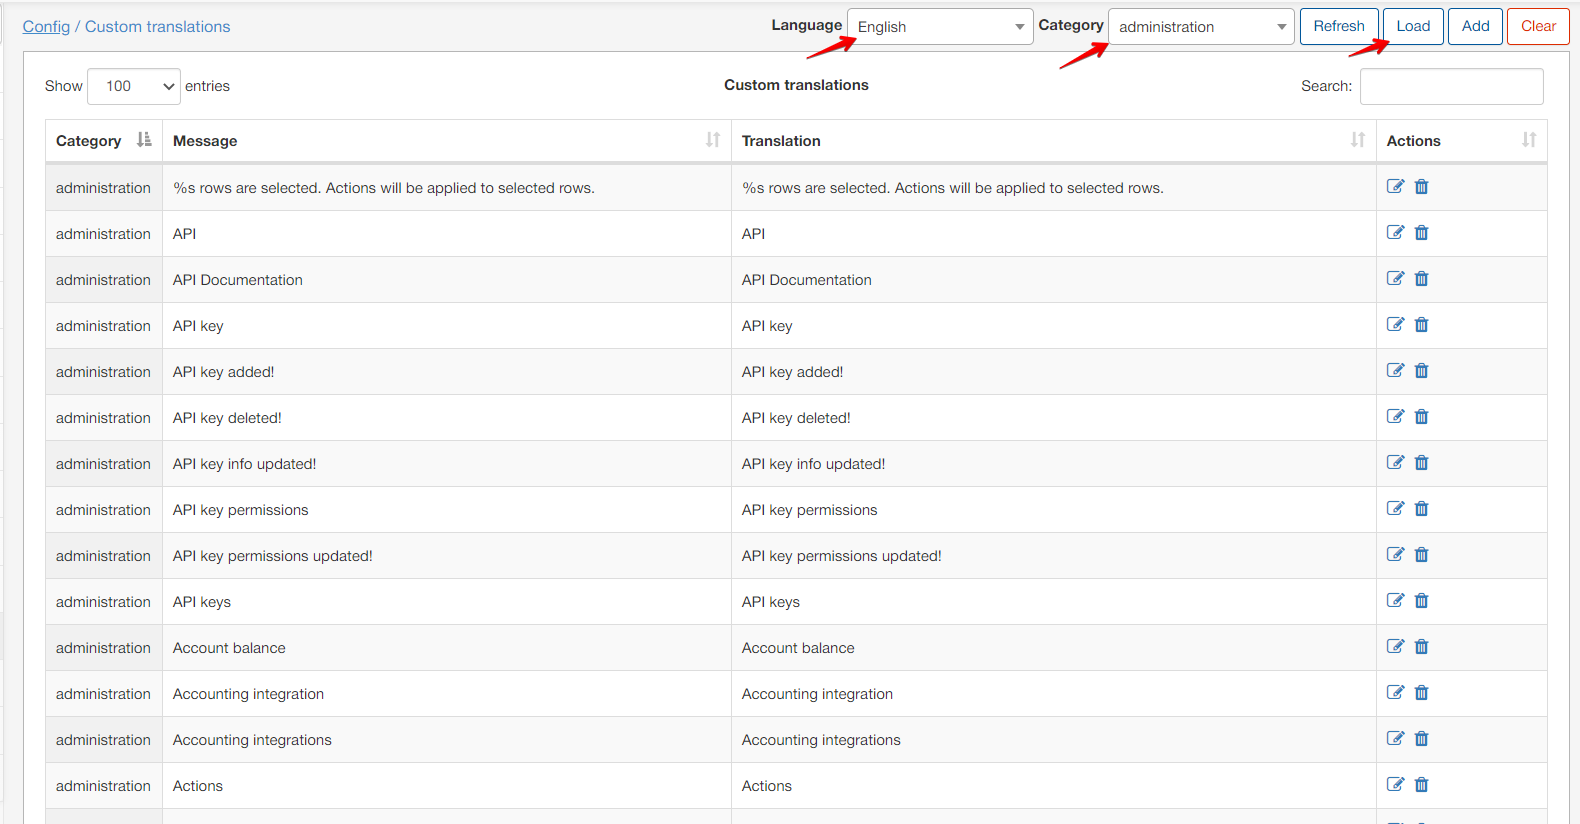 Config / Custom translations Language English Category administration Refresh Load Add Clear
Show 100 entries Custom translations Search:
Category Message Translation Actions
administration %s rows are selected. Actions will be applied to selected rows. %s rows are selected. Actions will be applied to selected rows.
administration API API
administration API Documentation API Documentation
administration API key API key
administration API key added! API key added!
administration API key deleted! API key deleted!
administration API key info updated! API key info updated!
administration API key permissions API key permissions
administration API key permissions updated! API key permissions updated!
administration API keys API keys
administration Account balance Account balance
administration Accounting integration Accounting integration
administration Accounting integrations Accounting integrations
administration Actions Actions